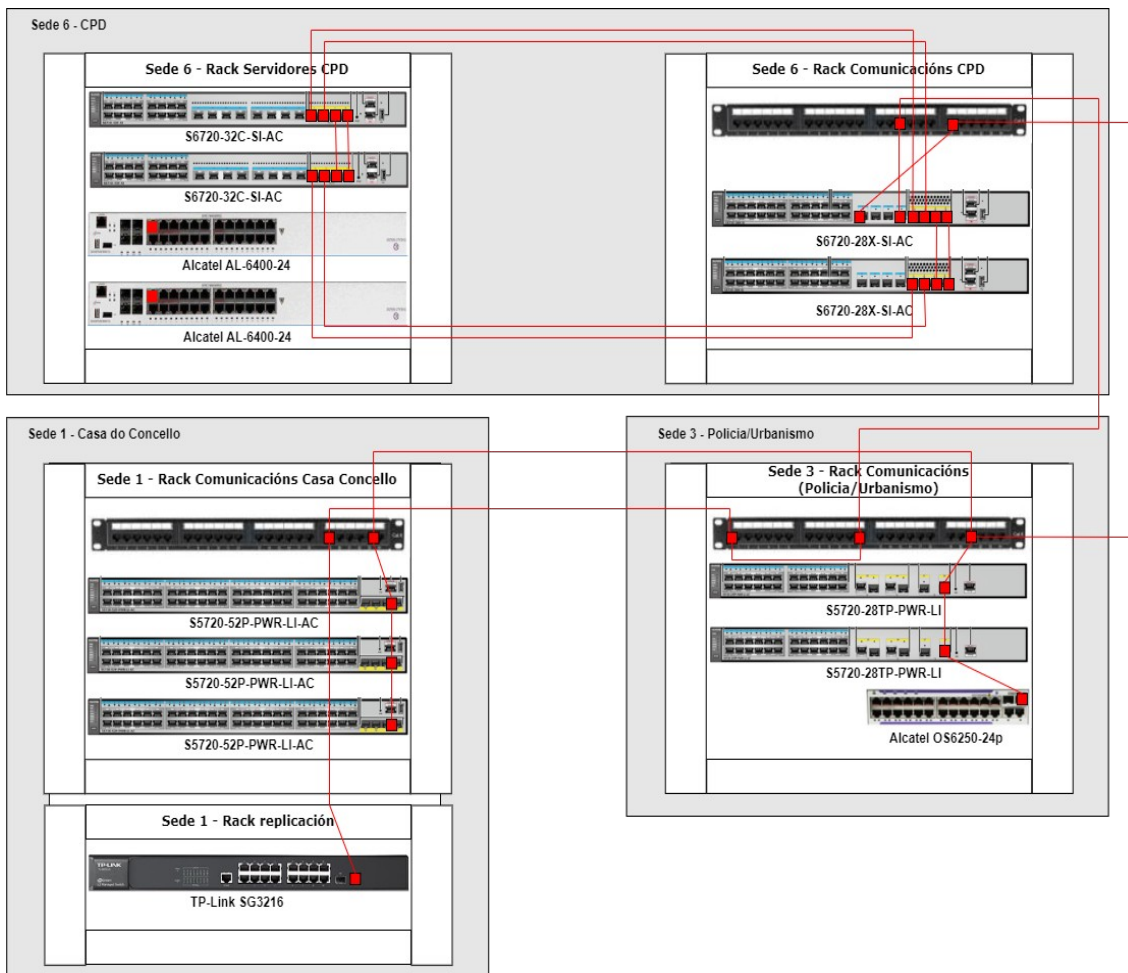 Sede 6 - CPD
Sede 6 - Rack Servidores CPD
S6720-32C-SI-AC
S6720-32C-SI-AC
Alcatel AL-6400-24
Alcatel AL-6400-24
Sede 6 - Rack Comunicacións CPD
S6720-28X-SI-AC
S6720-28X-SI-AC
Sede 1 - Casa do Concello
Sede 1 - Rack Comunicacións Casa Concello
S5720-52P-PWR-LI-AC
S5720-52P-PWR-LI-AC
S5720-52P-PWR-LI-AC
Sede 1 - Rack replicación
TP-LINK
TP-Link SG3216
Sede 3 - Policia/Urbanismo
Sede 3 - Rack Comunicacións
(Policia/Urbanismo)
S5720-28TP-PWR-LI
S5720-28TP-PWR-LI
Alcatel OS6250-24p